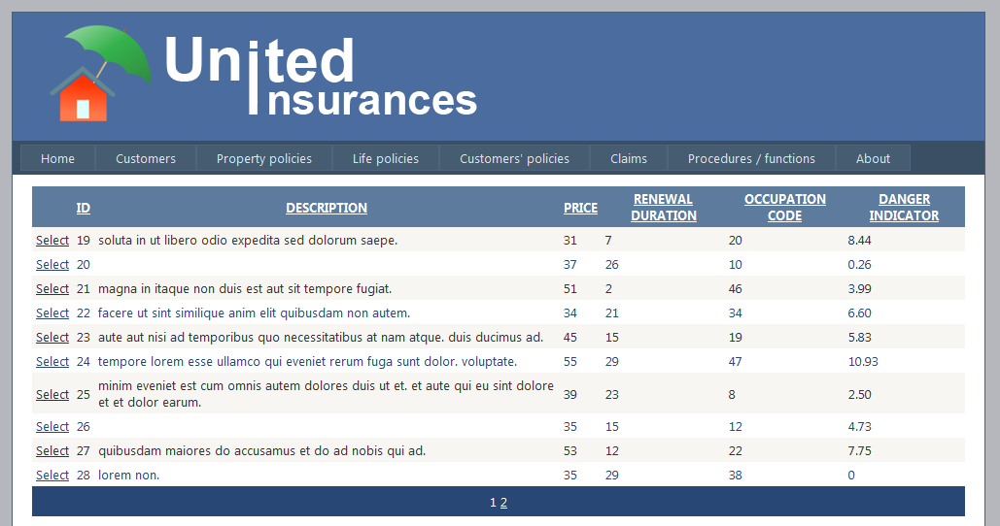 United
Insurances
Home Customers Property policies Life policies Customers' policies Claims Procedures / functions About
ID DESCRIPTION PRICE RENEWAL DURATION OCCUPATION CODE DANGER INDICATOR
Select 19 soluta in ut libero odio expedita sed dolorum saepe. 31 7 20 8.44
Select 20 37 26 10 0.26
Select 21 magna in itaque non duis est aut sit tempore fugiat. 51 2 46 3.99
Select 22 facere ut sint similique anim elit quibusdam non autem. 34 21 34 6.60
Select 23 aute aut nisi ad temporibus quo necessitatibus at nam atque. duis ducimus ad. 45 15 19 5.83
Select 24 tempore lorem esse ullamco qui eveniet rerum fuga sunt dolor. voluptate. 55 29 47 10.93
Select 25 minim eveniet est cum omnis autem dolores duis ut et. et aute qui eu sint dolore
et et dolor earum. 39 23 8 2.50
Select 26 35 15 12 4.73
Select 27 quibusdam maiores do accusamus et do ad nobis qui ad. 53 12 22 7.75
Select 28 lorem non. 35 29 38 0
1 2